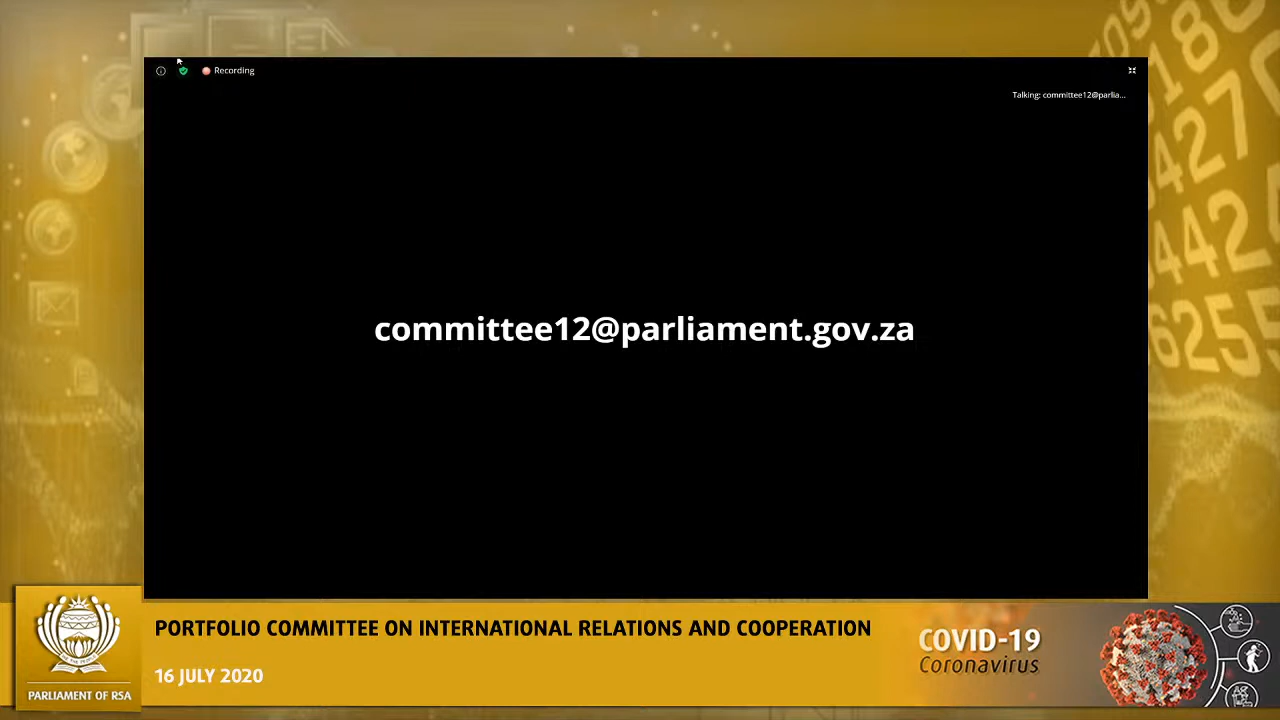 Recording
Talking: committee12@parlia...
committee12@parliament.gov.za
PORTFOLIO COMMITTEE ON INTERNATIONAL RELATIONS AND COOPERATION
16 JULY 2020
PARLIAMENT OF RSA
COVID-19
Coronavirus